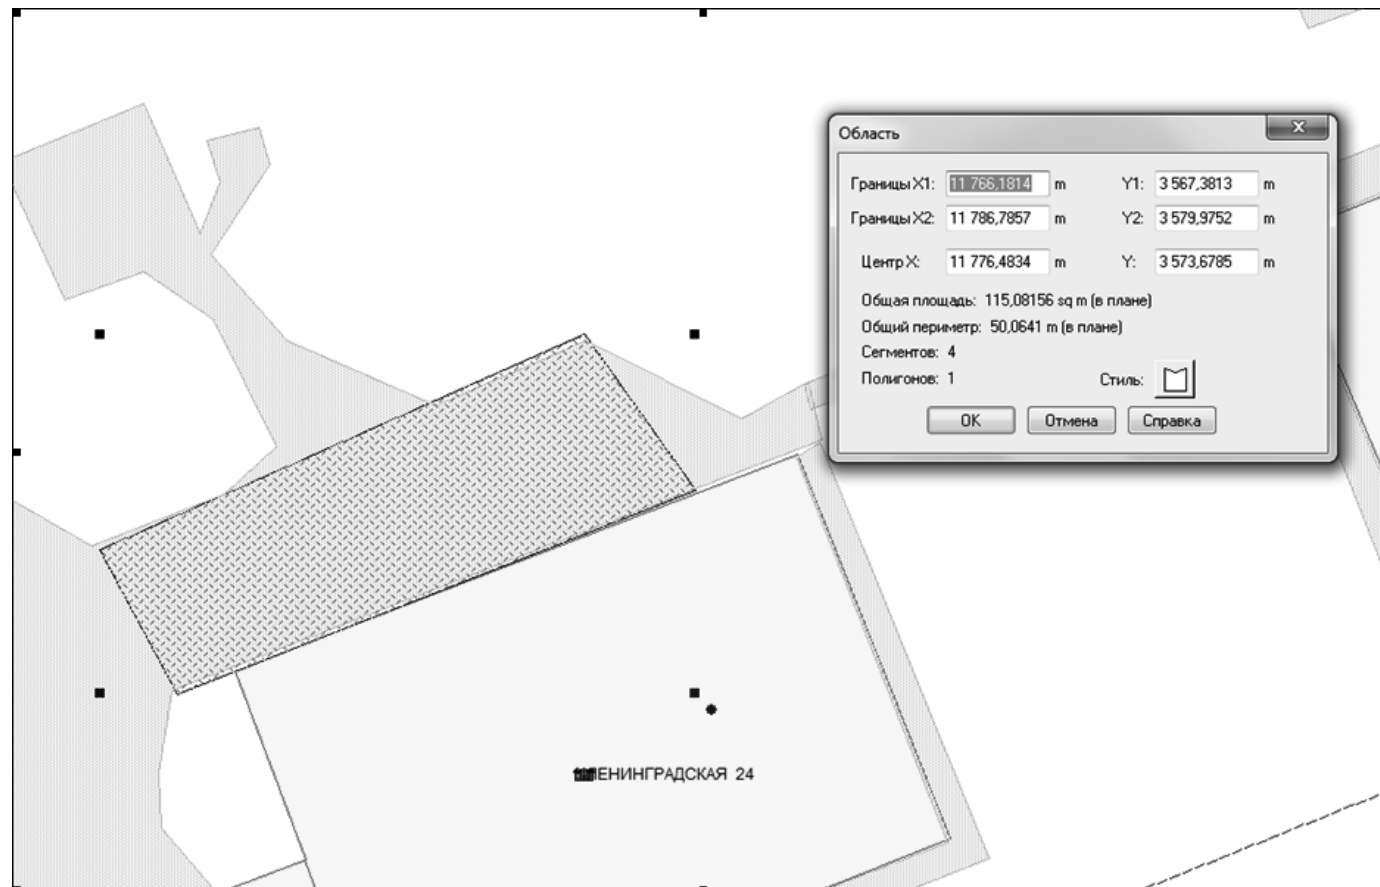 Область
Границы X1: 11 766,1814 m Y1: 3 567,3813 m
Границы X2: 11 786,7857 m Y2: 3 579,9752 m
Центр X: 11 776,4834 m Y: 3 573,6785 m
Общая площадь: 115,08156 sq m (в плане)
Общий периметр: 50,0641 m (в плане)
Сегментов: 4
Полигонов: 1 Стиль:
OK Отмена Справка
ЕНИНГРАДСКАЯ 24